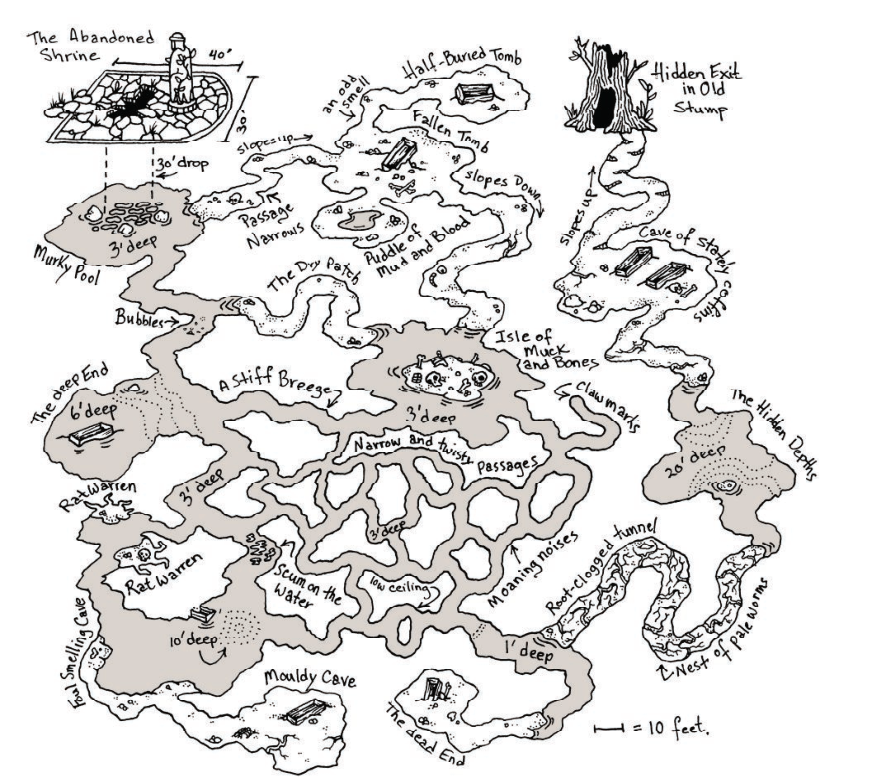 The Abandoned
Shrine
40'
30'
30' drop
3' deep
Murky Pool
slopes up →
Passage
Narrows
an odd
smell
Half-Buried Tomb
Fallen Tomb
slopes Down
Puddle of
Mud and Blood
Hidden Exit
in Old
Stump
slopes up →
Cave of Stately coffins
The Dry Patch
Bubbles →
Isle of
Muck
and Bones
3' deep
A Stiff Breeze
Claw marks
The deep End
6' deep
Narrow and twisty passages
The Hidden Depths
20' deep
Rat Warren
3' deep
3' deep
Rat Warren
Scum on the
Water
low ceiling
Moaning noises
Root-clogged tunnel
Nest of pale worms
Foul Smelling Cave
10' deep
1' deep
Mouldy Cave
The dead End
= 10 feet.